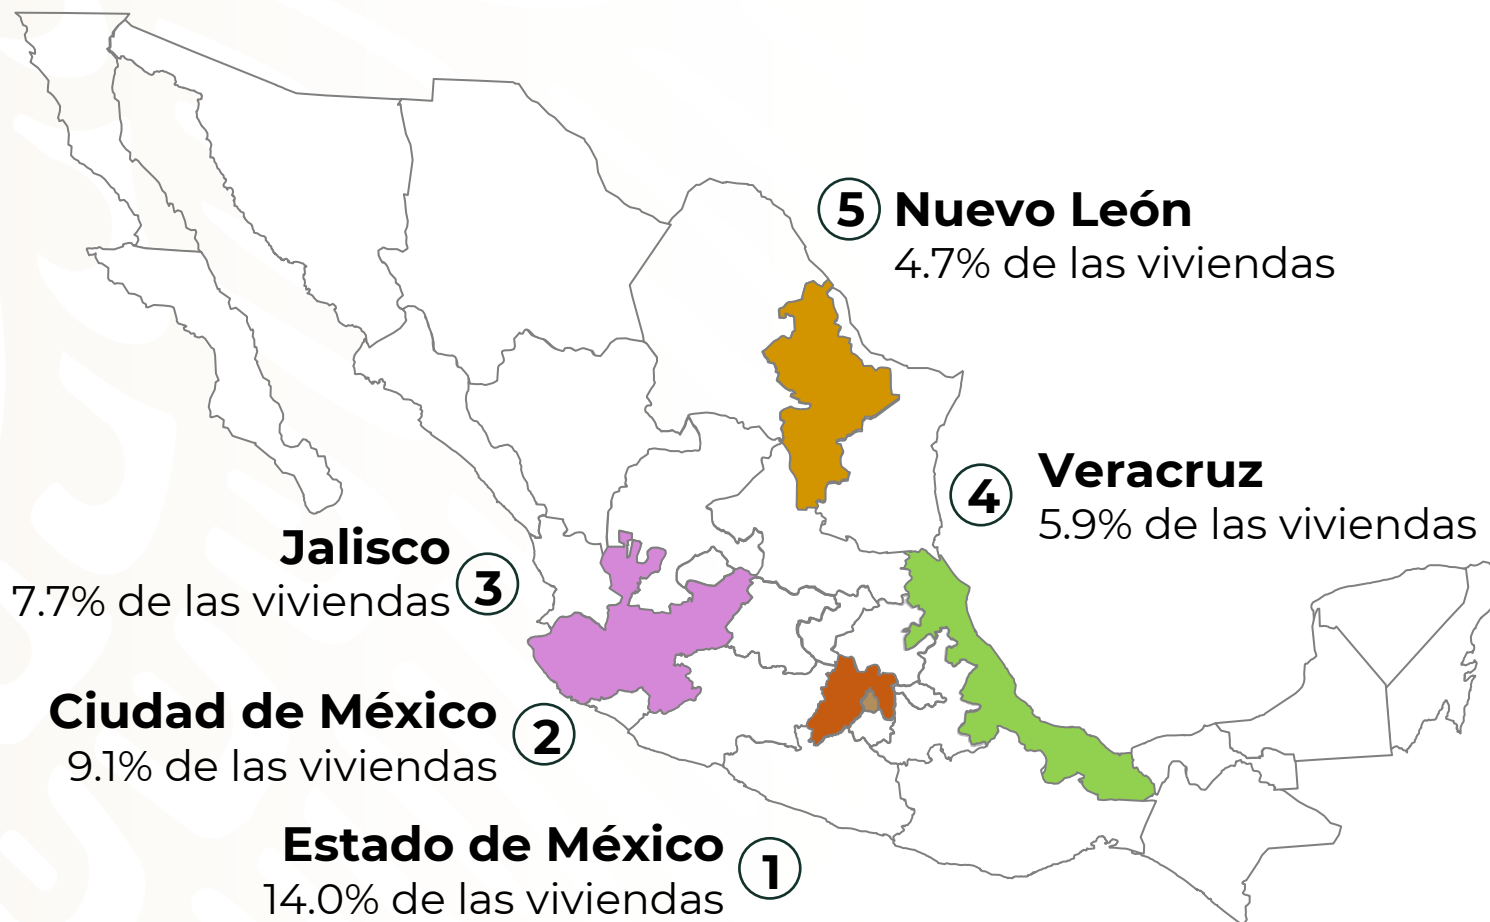 5 Nuevo León
4.7% de las viviendas
4 Veracruz
5.9% de las viviendas
Jalisco 3
7.7% de las viviendas
Ciudad de México 2
9.1% de las viviendas
Estado de México 1
14.0% de las viviendas